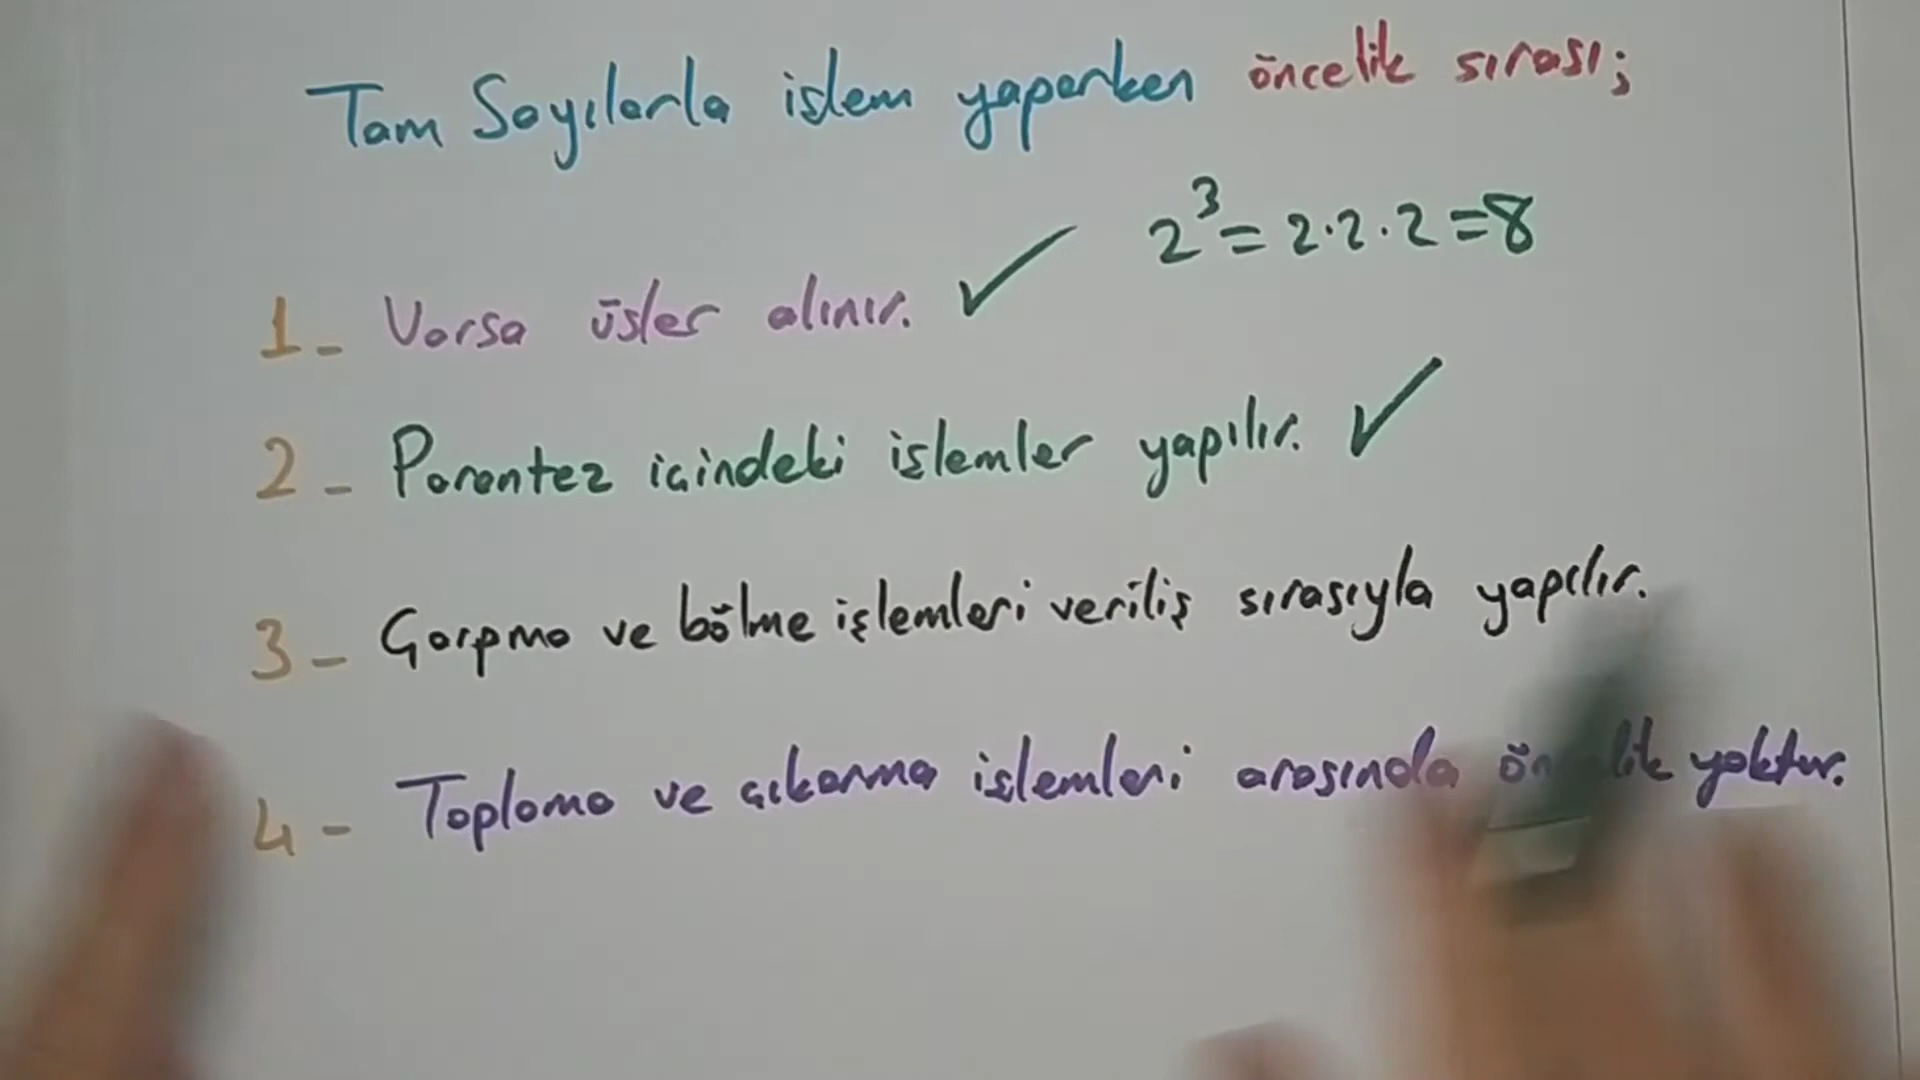 Tam Sayılarla işlem yaparken öncelik sırası;
2³ = 2·2·2 = 8
1- Varsa üsler alınır. ✓
2- Parantez içindeki işlemler yapılır. ✓
3- Çarpma ve bölme işlemleri veriliş sırasıyla yapılır.
4- Toplama ve çıkarma işlemleri arasında öncelik yoktur.